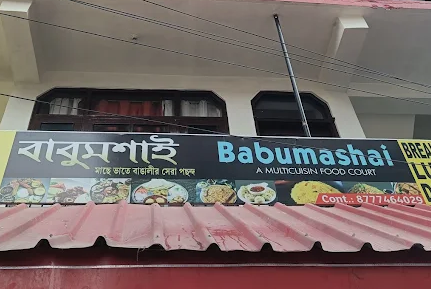 বাবুমশাই
মাছে ভাতে বাঙালীর সেরা পছন্দ
Babumashai
A MULTICUISIN FOOD COURT
Cont.: 8777464029